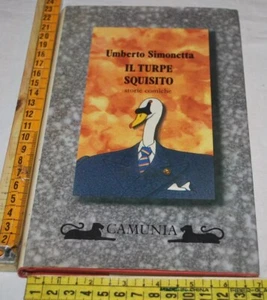 Umberto Simonetta
IL TURPE
SQUISITO
CAMUNIA